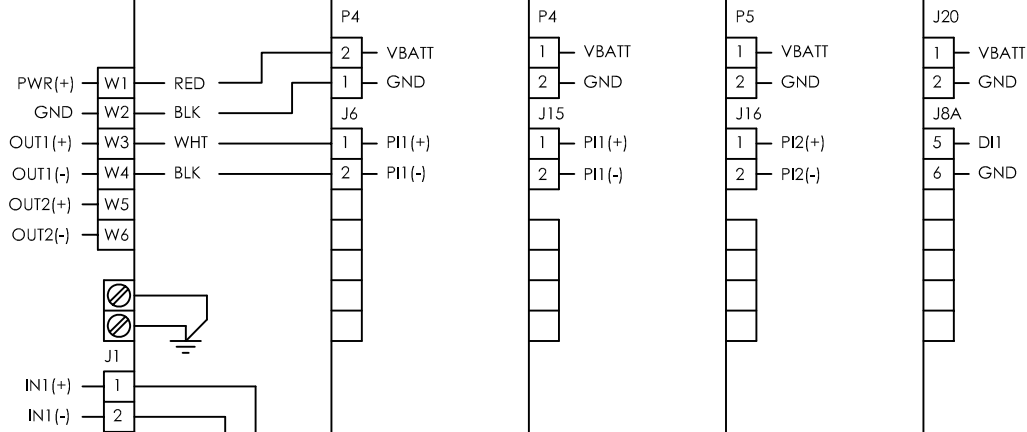 P4 P4 P5 J20
2 VBATT 1 VBATT 1 VBATT 1 VBATT
PWR(+) W1 RED 1 GND 2 GND 2 GND 2 GND
GND W2 BLK J6 J15 J16 J8A
OUT1(+) W3 WHT 1 PI1(+) 1 PI1(+) 1 PI2(+) 5 DI1
OUT1(-) W4 BLK 2 PI1(-) 2 PI1(-) 2 PI2(-) 6 GND
OUT2(+) W5
OUT2(-) W6
J1
IN1(+) 1
IN1(-) 2